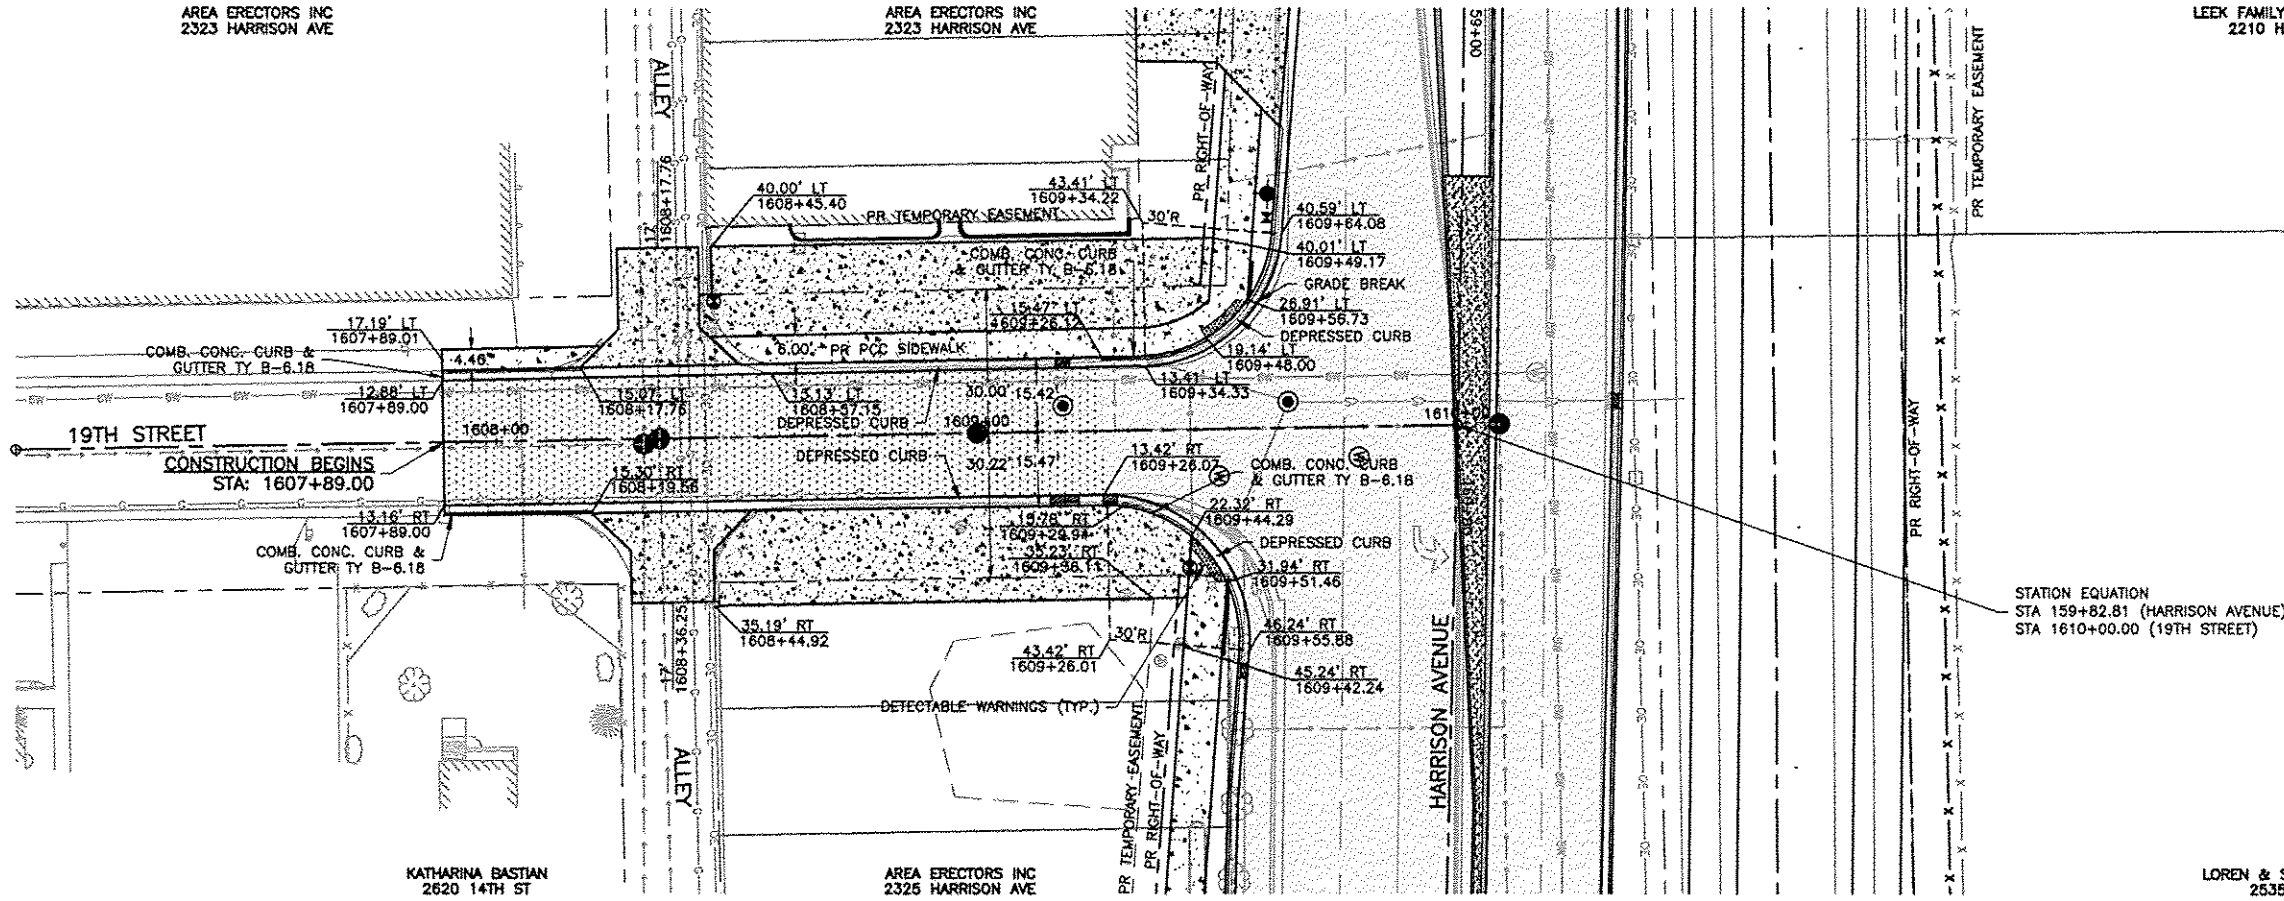 AREA ERECTORS INC
2323 HARRISON AVE
AREA ERECTORS INC
2323 HARRISON AVE
LEEK FAMILY
2210 H
59+00
ALLEY
17'
1608+17.76
PR RIGHT-OF-WAY
PR TEMPORARY EASEMENT
40.00' LT
1608+45.40
43.41' LT
1609+34.22
PR TEMPORARY EASEMENT
30'R
40.59' LT
1609+64.08
40.01' LT
1609+49.17
COMB. CONC. CURB
& GUTTER TY B-6.18
GRADE BREAK
26.91' LT
1609+56.73
DEPRESSED CURB
15.47' LT
1609+26.12
17.19' LT
1607+89.01
COMB. CONC. CURB &
GUTTER TY B-6.18
4.46'
6.00' PR PCC SIDEWALK
19.14' LT
1609+48.00
12.88' LT
1607+89.00
15.07' LT
1608+17.76
13.13' LT
1608+57.15
13.41' LT
1609+34.33
30.00'
15.42'
DEPRESSED CURB
19TH STREET
1608+00
1609+00
1610+00
CONSTRUCTION BEGINS
STA: 1607+89.00
DEPRESSED CURB
30.22'
15.47'
15.30' RT
1608+19.56
13.42' RT
1609+26.07
COMB. CONC. CURB
& GUTTER TY B-6.18
13.16' RT
1607+89.00
COMB. CONC. CURB &
GUTTER TY B-6.18
22.32' RT
1609+44.29
DEPRESSED CURB
1609+29.94
35.23' RT
1609+36.11
31.94' RT
1609+51.46
35.19' RT
1608+44.92
17'
1608+36.25
46.24' RT
1609+55.88
30'R
43.42' RT
1609+26.01
45.24' RT
1609+42.24
DETECTABLE WARNINGS (TYP.)
HARRISON AVENUE
PR RIGHT-OF-WAY
STATION EQUATION
STA 159+82.81 (HARRISON AVENUE)
STA 1610+00.00 (19TH STREET)
ALLEY
PR TEMPORARY EASEMENT
PR RIGHT-OF-WAY
KATHARINA BASTIAN
2620 14TH ST
AREA ERECTORS INC
2325 HARRISON AVE
LOREN & S
2535